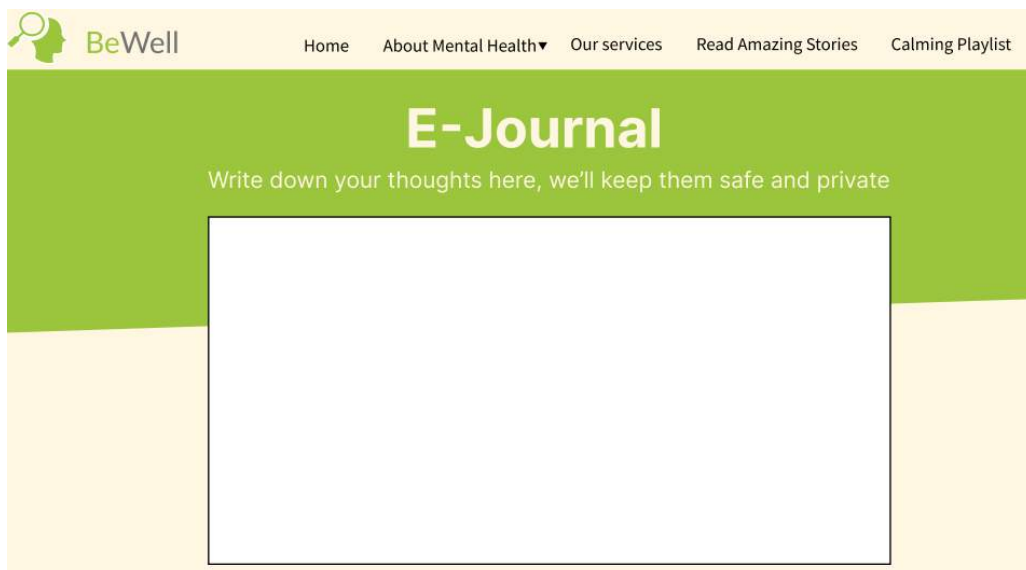 BeWell
Home About Mental Health▾ Our services Read Amazing Stories Calming Playlist
E-Journal
Write down your thoughts here, we’ll keep them safe and private